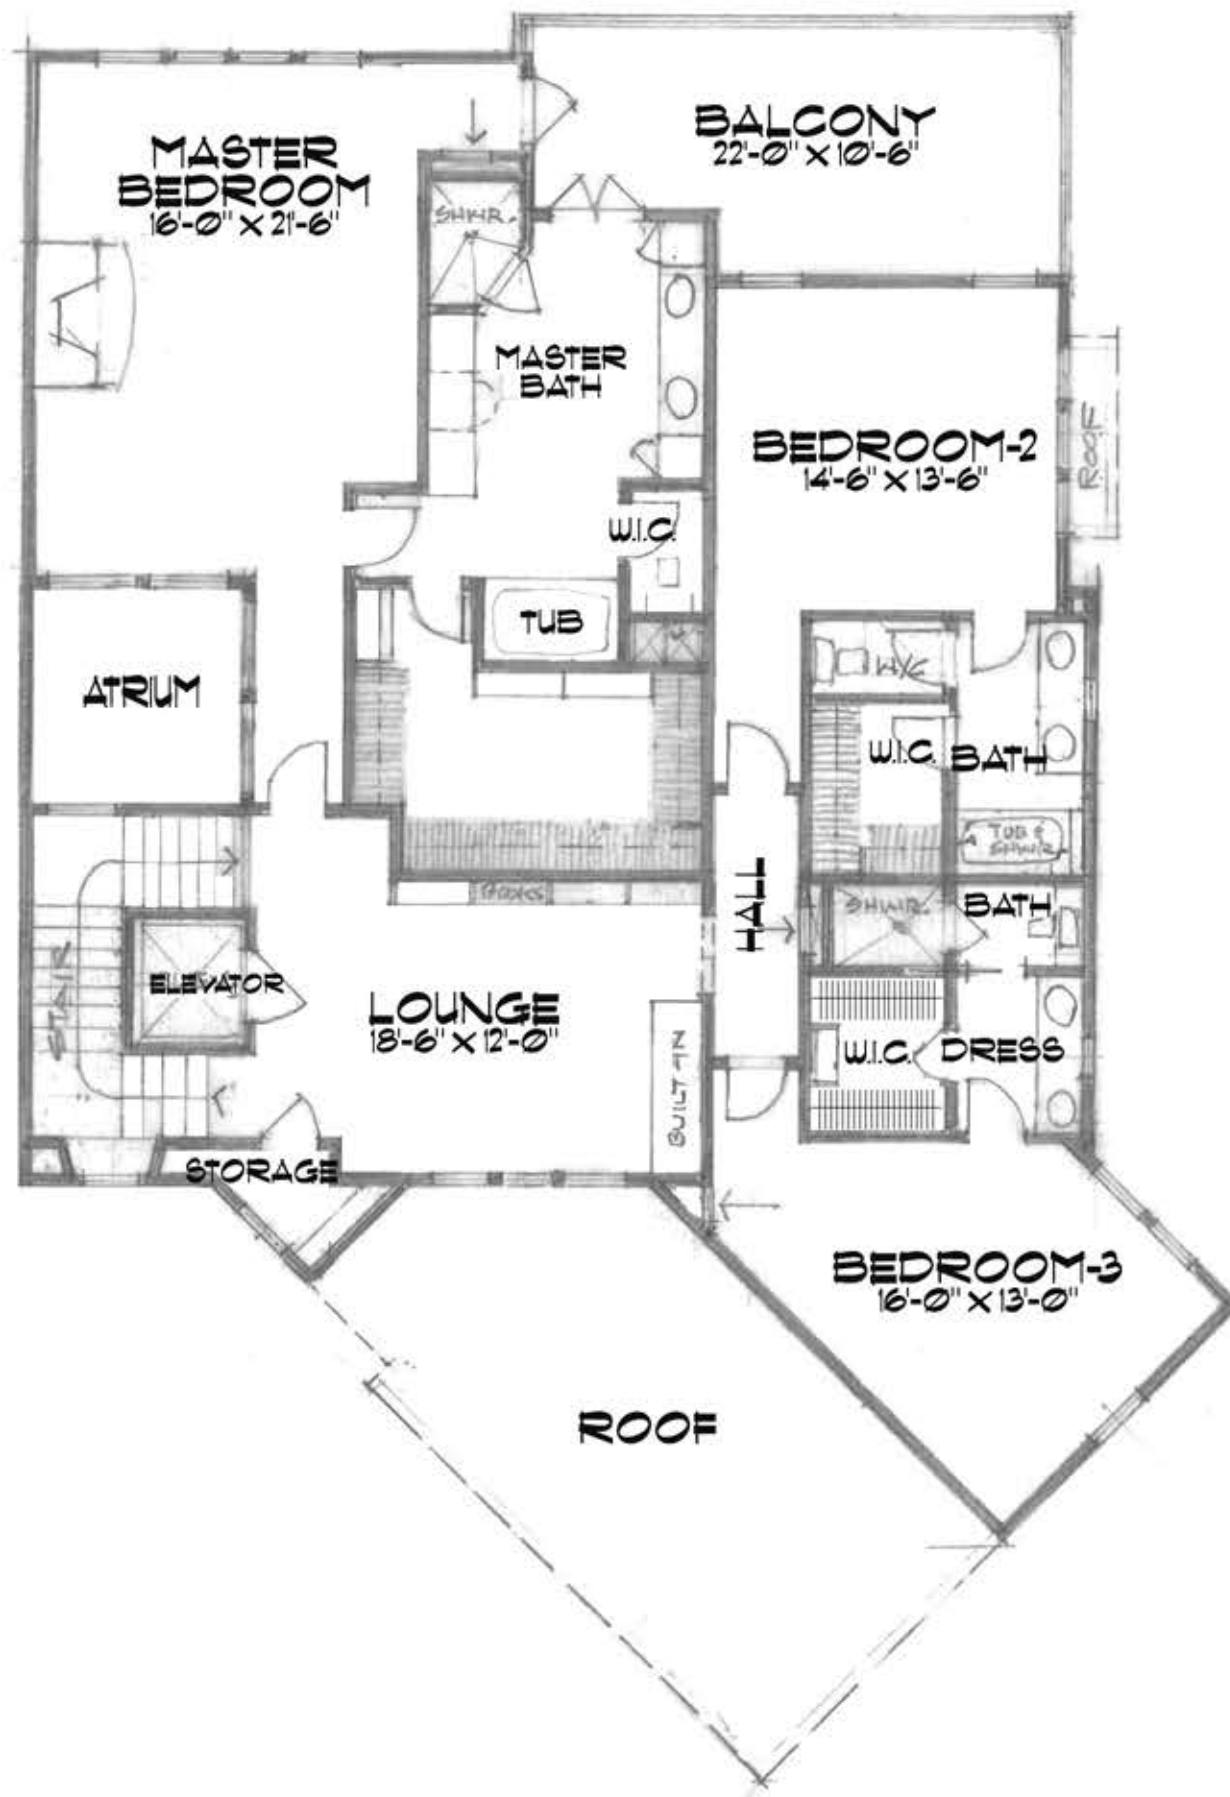 BALCONY
22'-0" X 10'-6"
MASTER
BEDROOM
16'-0" X 21'-6"
SHWR.
MASTER
BATH
BEDROOM-2
14'-6" X 13'-6"
ROOF
W.I.C.
TUB
ATRIUM
W/C
W.I.C.
BATH
TUB &
SHWR.
BOOKS
HALL
SHWR.
BATH
STAIR
ELEVATOR
LOUNGE
18'-6" X 12'-0"
BUILT IN
W.I.C.
DRESS
STORAGE
BEDROOM-3
16'-0" X 13'-0"
ROOF